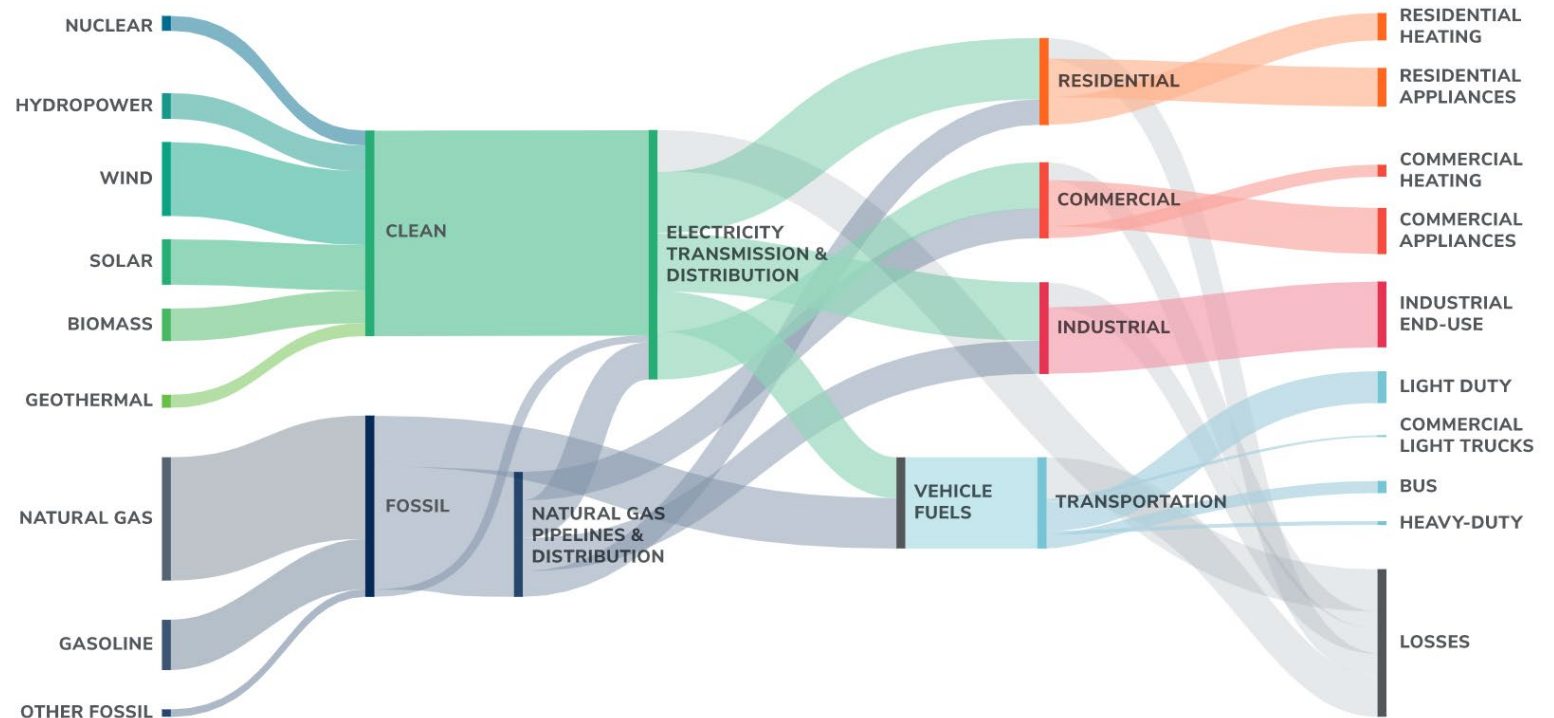 NUCLEAR
HYDROPOWER
WIND
SOLAR
BIOMASS
GEOTHERMAL
NATURAL GAS
GASOLINE
OTHER FOSSIL
CLEAN
FOSSIL
ELECTRICITY
TRANSMISSION &
DISTRIBUTION
NATURAL GAS
PIPELINES &
DISTRIBUTION
VEHICLE
FUELS
RESIDENTIAL
COMMERCIAL
INDUSTRIAL
TRANSPORTATION
RESIDENTIAL
HEATING
RESIDENTIAL
APPLIANCES
COMMERCIAL
HEATING
COMMERCIAL
APPLIANCES
INDUSTRIAL
END-USE
LIGHT DUTY
COMMERCIAL
LIGHT TRUCKS
BUS
HEAVY-DUTY
LOSSES